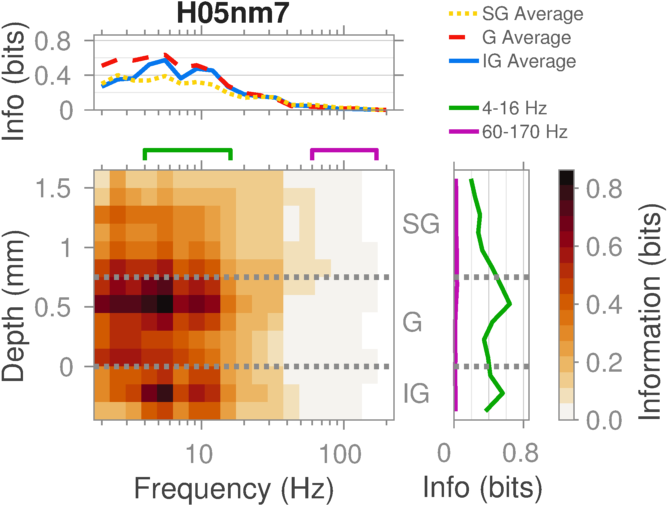 H05nm7
SG Average
G Average
IG Average
4-16 Hz
60-170 Hz
Info (bits)
0.8
0.4
0
Depth (mm)
1.5
1
0.5
0
10
100
Frequency (Hz)
SG
G
IG
0
0.8
Info (bits)
0.8
0.6
0.4
0.2
0.0
Information (bits)